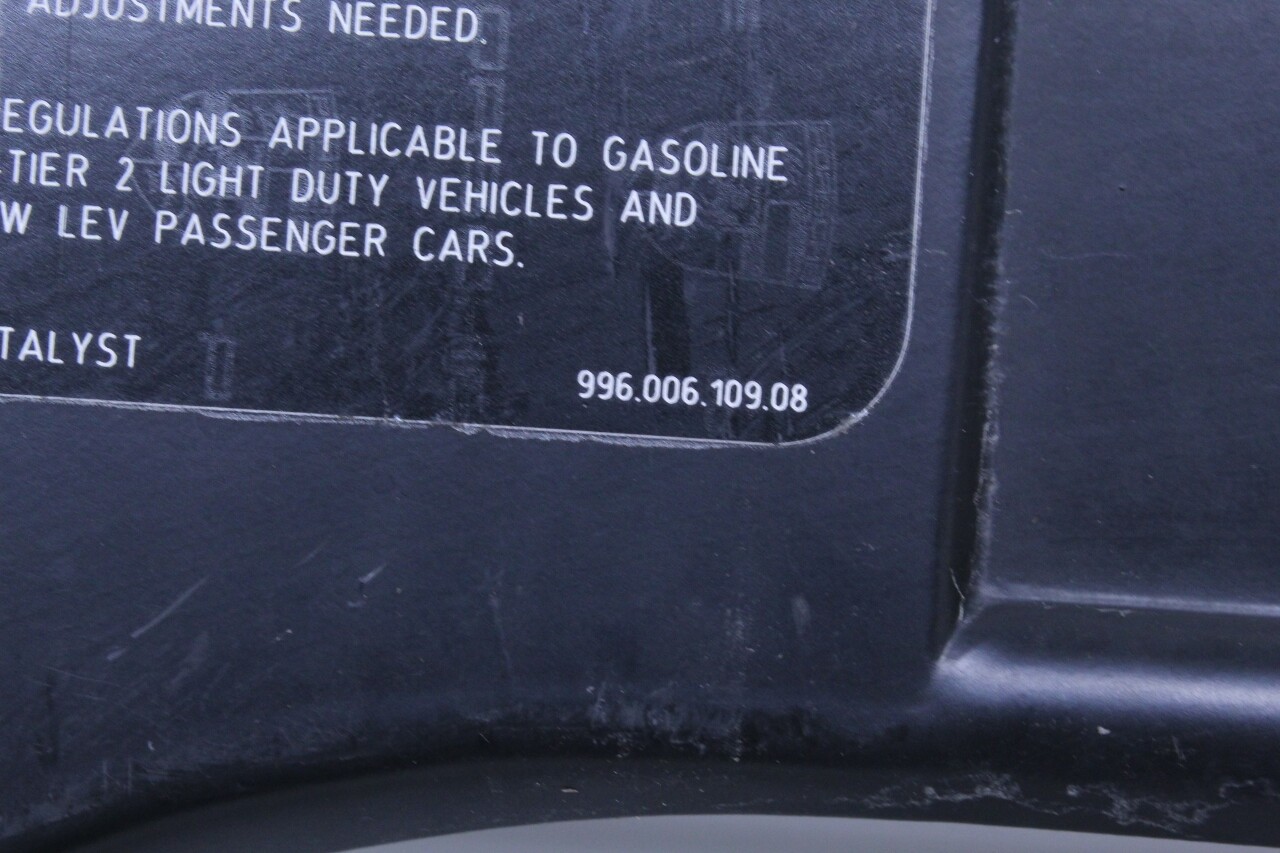 ADJUSTMENTS NEEDED.
EGULATIONS APPLICABLE TO GASOLINE
-TIER 2 LIGHT DUTY VEHICLES AND
W LEV PASSENGER CARS.
TALYST
996.006.109.08